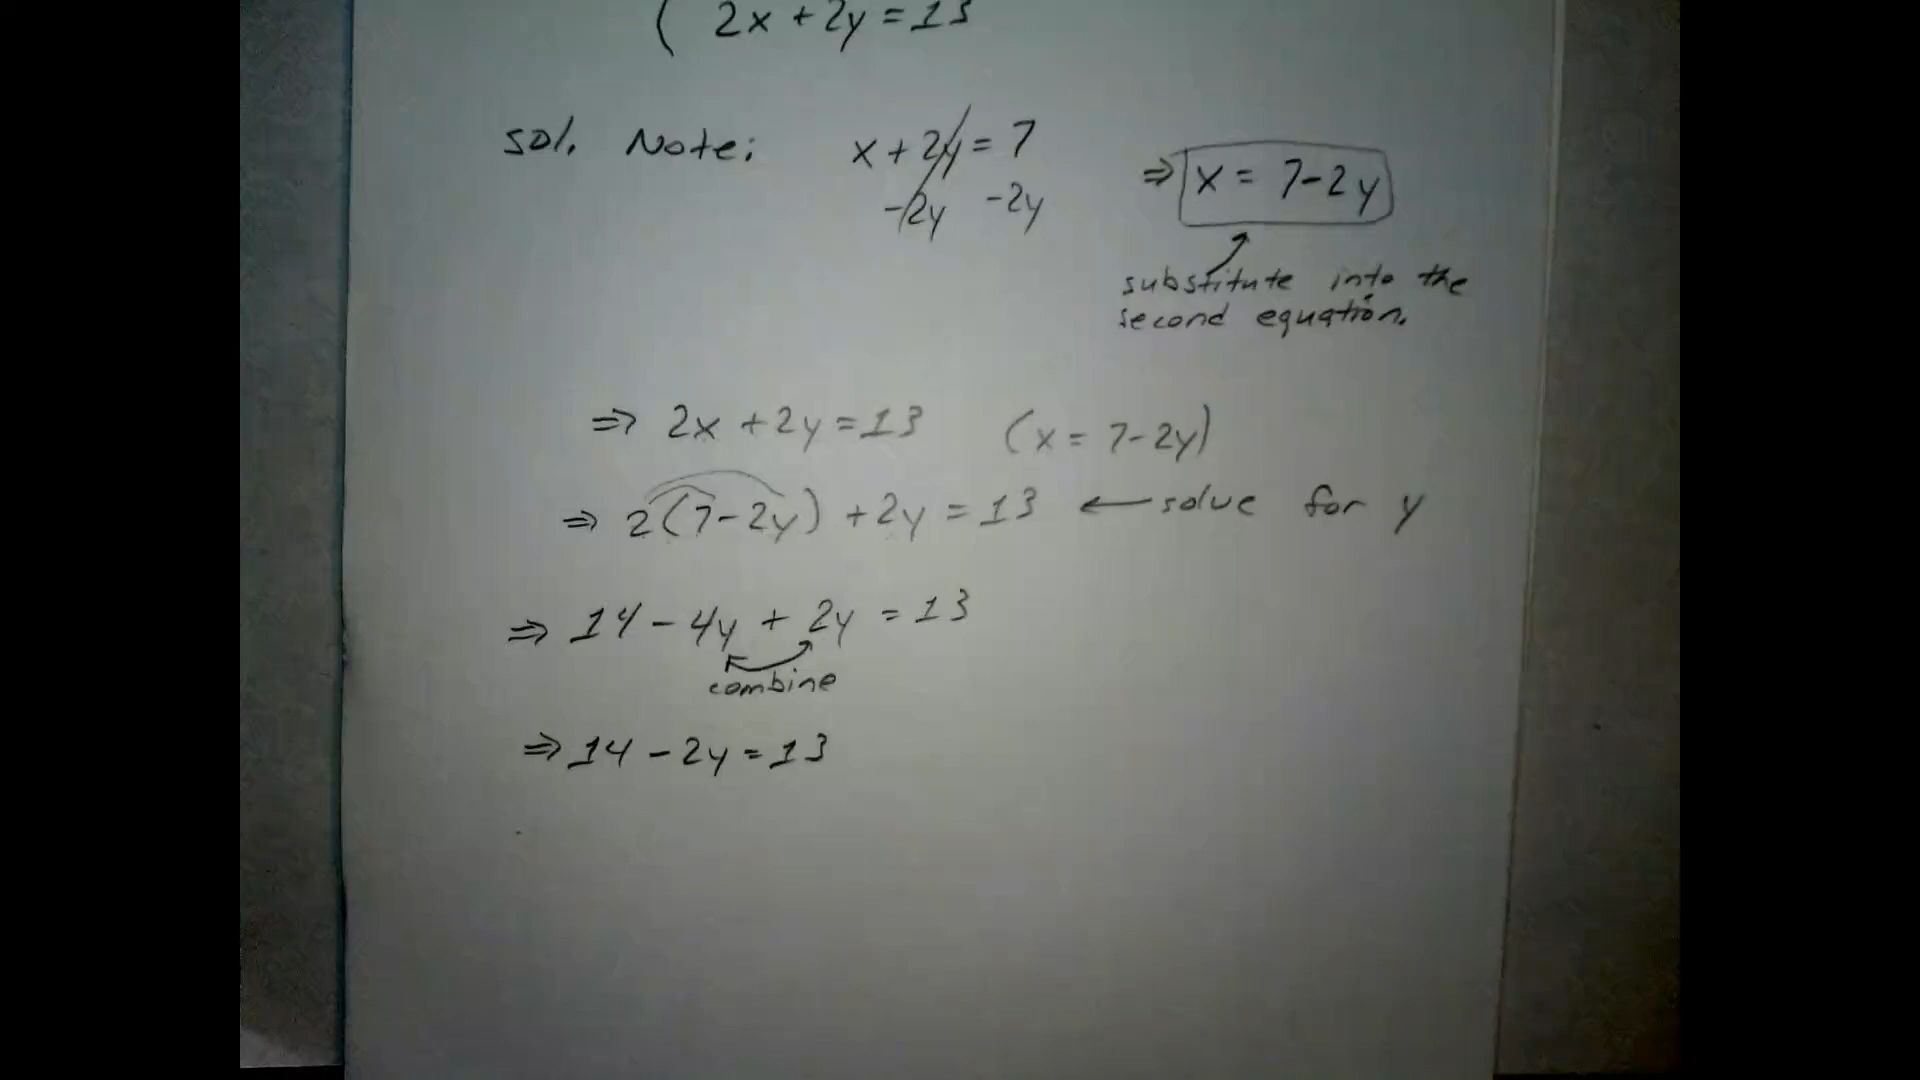 ( 2x + 2y = 13
sol. Note: x + 2y = 7 ⇒ x = 7 - 2y
-2y -2y
substitute into the
second equation.
⇒ 2x + 2y = 13 (x = 7 - 2y)
⇒ 2(7 - 2y) + 2y = 13 ← solve for y
⇒ 14 - 4y + 2y = 13
combine
⇒ 14 - 2y = 13